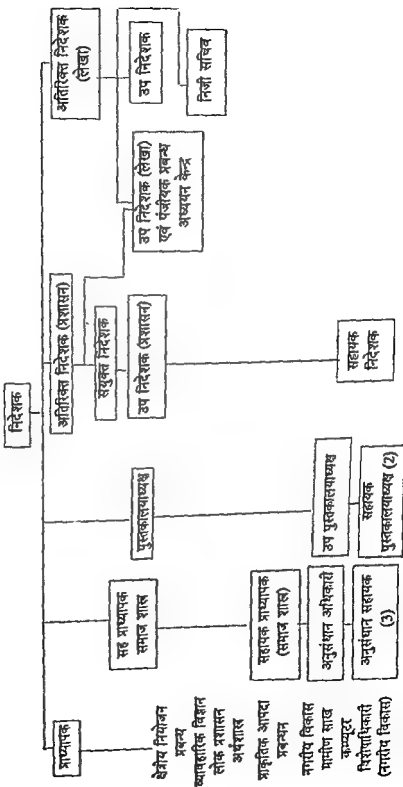 निदेशक
प्राध्यापक
क्षेत्रीय नियोजन
प्रबन्ध
व्यावहारिक विज्ञान
लोक प्रशासन
अर्थशास्त्र
प्राकृतिक आपदा
प्रबन्धन
नगरीय विकास
ग्रामीण साख
कम्प्यूटर
विशेषाधिकारी
(नगरीय विकास)
सह प्राध्यापक
समाज शास्त्र
सहायक प्राध्यापक
(समाज शास्त्र)
अनुसंधान अधिकारी
अनुसंधान सहायक
(3)
पुस्तकालयाध्यक्ष
उप पुस्तकालयाध्यक्ष
सहायक
पुस्तकालयाध्यक्ष (2)
अतिरिक्त निदेशक (प्रशासन)
संयुक्त निदेशक
उप निदेशक (प्रशासन)
सहायक
निदेशक
उप निदेशक (लेखा)
एवं पंजीयक प्रबन्ध
अध्ययन केन्द्र
अतिरिक्त निदेशक
(लेखा)
उप निदेशक
निजी सचिव